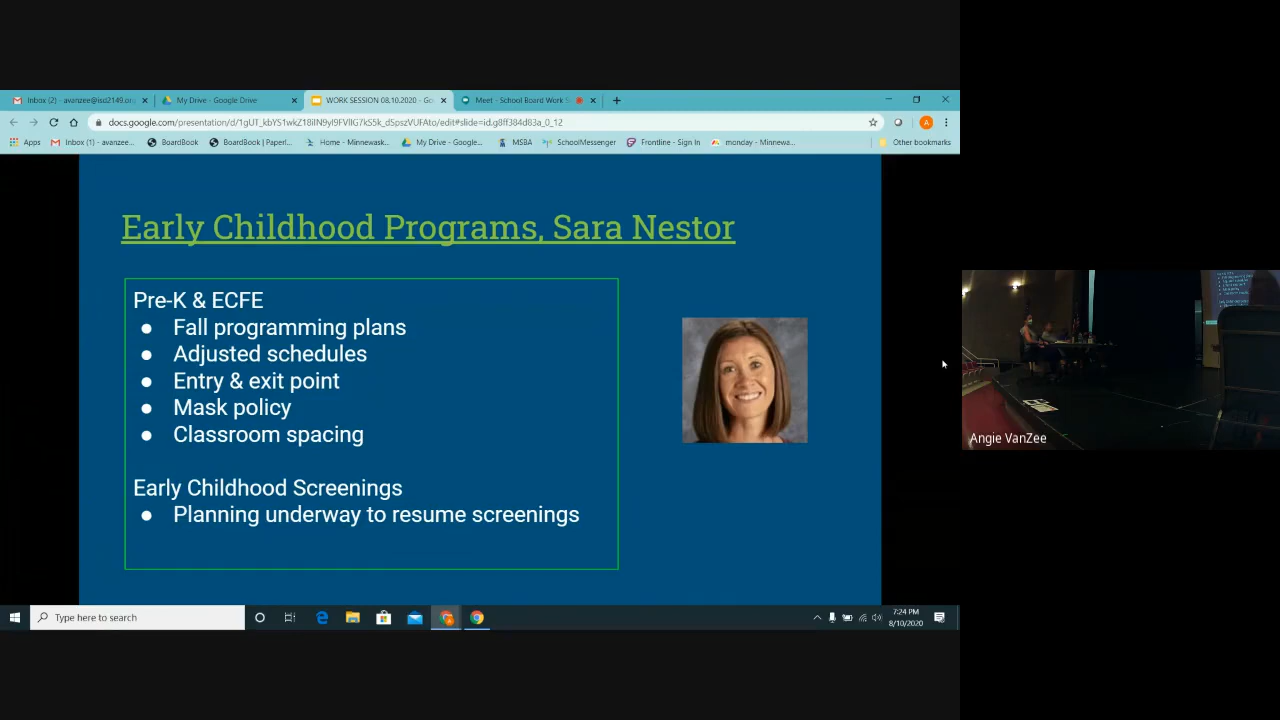 Inbox (2) - avanzee@isd2149.org
My Drive - Google Drive
WORK SESSION 08.10.2020 - Go
Meet - School Board Work S
docs.google.com/presentation/d/1gUT_kbYS1wkZ18iIN9yI9FVlIG7kS5k_dSpszVUFAto/edit#slide=id.g8ff384d83a_0_12
Apps
Inbox (1) - avanzee...
BoardBook
BoardBook | Paperl...
Home - Minnewask...
My Drive - Google...
MSBA
SchoolMessenger
Frontline - Sign In
monday - Minnewa...
Other bookmarks
Early Childhood Programs, Sara Nestor
Pre-K & ECFE
● Fall programming plans
● Adjusted schedules
● Entry & exit point
● Mask policy
● Classroom spacing
Early Childhood Screenings
● Planning underway to resume screenings
Angie VanZee
Type here to search
7:24 PM
8/10/2020